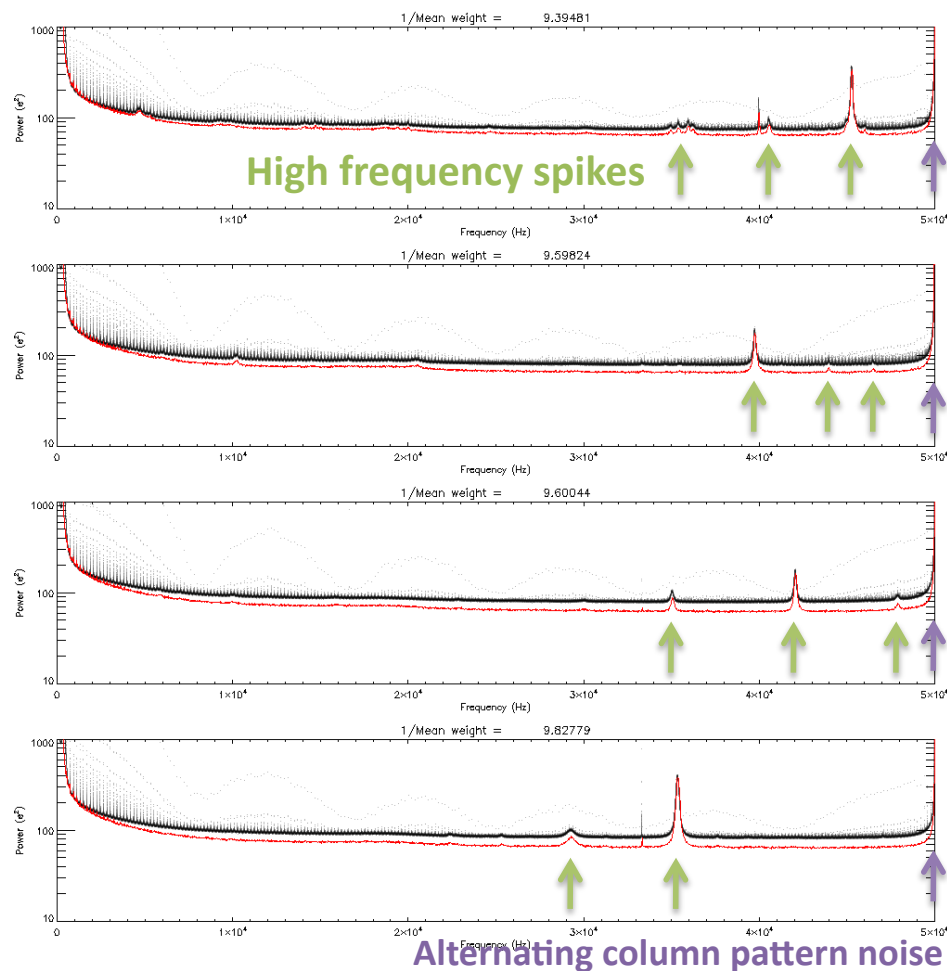 1/Mean weight = 9.39481
1000
100
10
Power (e²)
High frequency spikes
0 1×10⁴ 2×10⁴ 3×10⁴ 4×10⁴ 5×10⁴
Frequency (Hz)
1/Mean weight = 9.59824
1000
100
10
Power (e²)
0 1×10⁴ 2×10⁴ 3×10⁴ 4×10⁴ 5×10⁴
Frequency (Hz)
1/Mean weight = 9.60044
1000
100
10
Power (e²)
0 1×10⁴ 2×10⁴ 3×10⁴ 4×10⁴ 5×10⁴
Frequency (Hz)
1/Mean weight = 9.82779
1000
100
10
Power (e²)
0 1×10⁴ 2×10⁴ 3×10⁴ 4×10⁴ 5×10⁴
Frequency (Hz)
Alternating column pattern noise